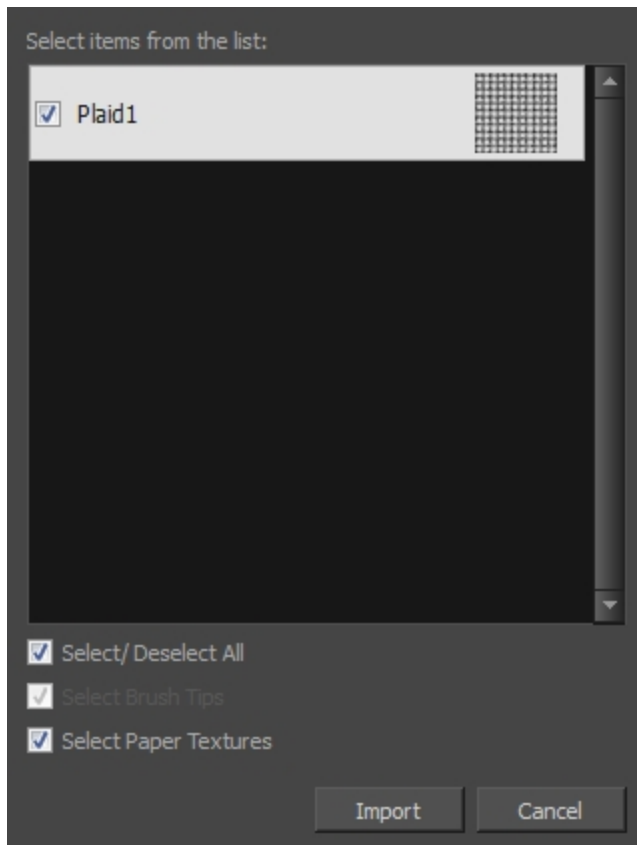 Select items from the list:
Plaid1
Select/ Deselect All
Select Brush Tips
Select Paper Textures
Import Cancel